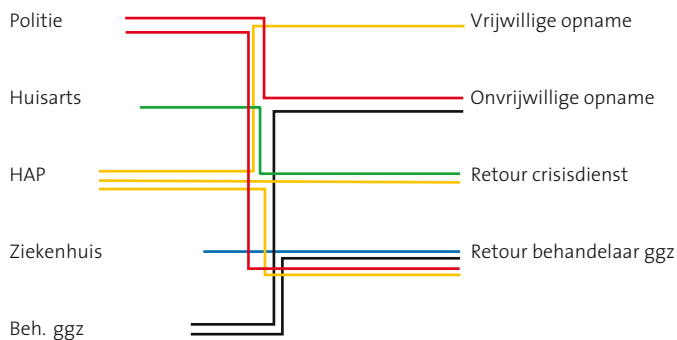 Politie
Vrijwillige opname
Huisarts
Onvrijwillige opname
HAP
Retour crisisdienst
Ziekenhuis
Retour behandelaar ggz
Beh. ggz